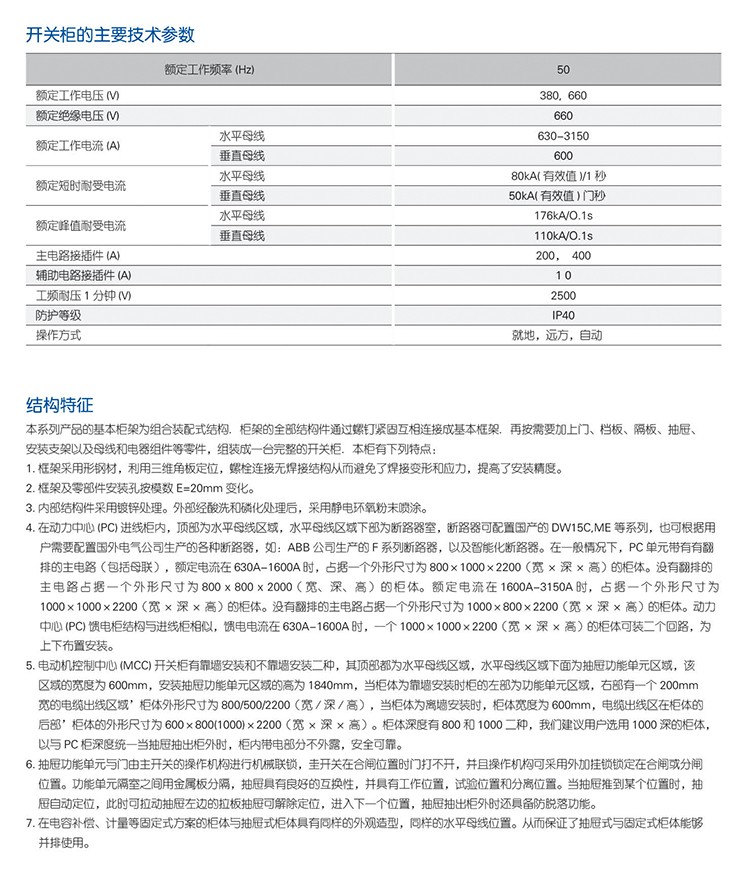 开关柜的主要技术参数
额定工作频率 (Hz) 50
额定工作电压 (V) 380, 660
额定绝缘电压 (V) 660
额定工作电流 (A) 水平母线 630–3150
垂直母线 600
额定短时耐受电流 水平母线 80kA( 有效值 )/1 秒
垂直母线 50kA( 有效值 ) 门秒
额定峰值耐受电流 水平母线 176kA/O.1s
垂直母线 110kA/O.1s
主电路接插件 (A) 200， 400
辅助电路接插件 (A) 1 0
工频耐压 1 分钟 (V) 2500
防护等级 IP40
操作方式 就地，远方，自动
结构特征
本系列产品的基本柜架为组合装配式结构．柜架的全部结构件通过螺钉紧固互相连接成基本框架．再按需要加上门、档板、隔板、抽屉、
安装支架以及母线和电器组件等零件，组装成一台完整的开关柜．本柜有下列特点：
1. 框架采用形钢材，利用三维角板定位，螺栓连接无焊接结构从而避免了焊接变形和应力，提高了安装精度。
2. 框架及零部件安装孔按模数 E=20mm 变化。
3. 内部结构件采用镀锌处理。外部经酸洗和磷化处理后，采用静电环氧粉末喷涂。
4. 在动力中心 (PC) 进线柜内，顶部为水平母线区域，水平母线区域下部为断路器室，断路器可配置国产的 DW15C,ME 等系列，也可根据用
户需要配置国外电气公司生产的各种断路器，如：ABB 公司生产的 F 系列断路器，以及智能化断路器。在一般情况下，PC 单元带有有翻
排的主电路（包括母联），额定电流在 630A–1600A 时，占据一个外形尺寸为 800 × 1000 × 2200（宽 × 深 × 高）的柜体。没有翻排的
主电路占据一个外形尺寸为 800 x 800 x 2000（宽、深、高）的柜体。额定电流在 1600A–3150A 时，占据一个外形尺寸为
1000 × 1000 × 2200（宽 × 深 × 高）的柜体。没有翻排的主电路占据一个外形尺寸为 1000 × 800 × 2200（宽 × 深 × 高）的柜体。动力
中心 (PC) 馈电柜结构与进线柜相似，馈电电流在 630A–1600A 时，一个 1000 × 1000 × 2200（宽 × 深 × 高）的柜体可装二个回路，为
上下布置安装。
5. 电动机控制中心 (MCC) 开关柜有靠墙安装和不靠墙安装二种，其顶部都为水平母线区域，水平母线区域下面为抽屉功能单元区域，该
区域的宽度为 600mm，安装抽屉功能单元区域的高为 1840mm，当柜体为靠墙安装时柜的左部为功能单元区域，右部有一个 200mm
宽的电缆出线区域’柜体外形尺寸为 800/500/2200（宽 / 深 / 高），当柜体为离墙安装时，柜体宽度为 600mm，电缆出线区在柜体的
后部’柜体的外形尺寸为 600 × 800(1000) × 2200（宽 × 深 × 高）。柜体深度有 800 和 1000 二种，我们建议用户选用 1000 深的柜体，
以与 PC 柜深度统一当抽屉抽出柜外时，柜内带电部分不外露，安全可靠。
6. 抽屉功能单元与门由主开关的操作机构进行机械联锁，圭开关在合闸位置时门打不开，并且操作机构可采用外加挂锁锁定在合闸或分闸
位置。功能单元隔室之间用金属板分隔，抽屉具有良好的互换性，并具有工作位置，试验位置和分离位置。当抽屉推到某个位置时，抽
屉自动定位，此时可拉动抽屉左边的拉板抽屉可解除定位，进入下一个位置，抽屉抽出柜外时还具备防脱落功能。
7. 在电容补偿、计量等固定式方案的柜体与抽屉式柜体具有同样的外观造型，同样的水平母线位置。从而保证了抽屉式与固定式柜体能够
并排使用。